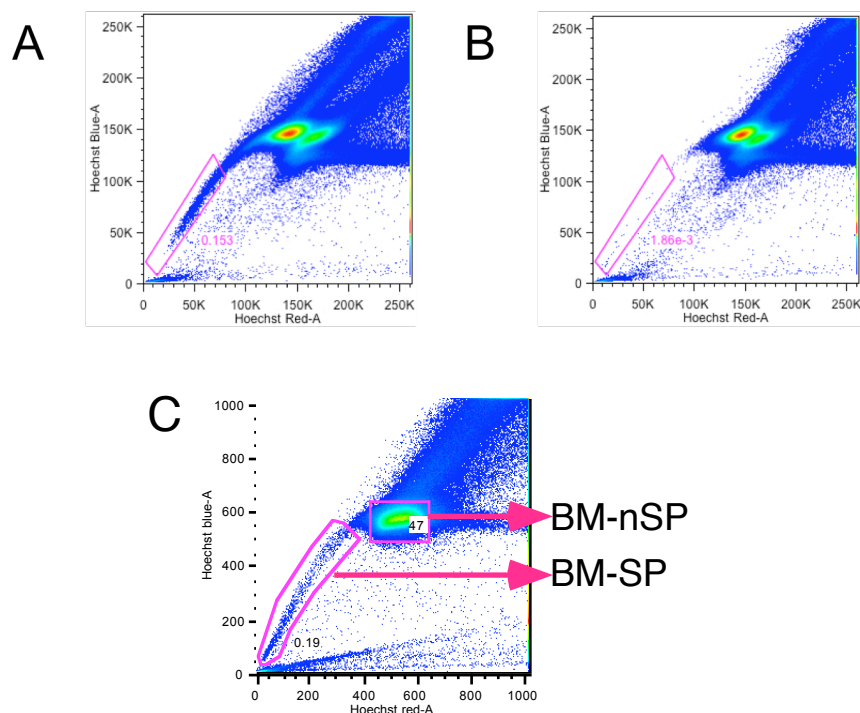 A
250K
200K
150K
100K
50K
0
Hoechst Blue-A
0.153
0 50K 100K 150K 200K 250K
Hoechst Red-A
B
250K
200K
150K
100K
50K
0
Hoechst Blue-A
1.86e-3
0 50K 100K 150K 200K 250K
Hoechst Red-A
C
1000
800
600
400
200
0
Hoechst blue-A
47
0.19
BM-nSP
BM-SP
0 200 400 600 800 1000
Hoechst red-A